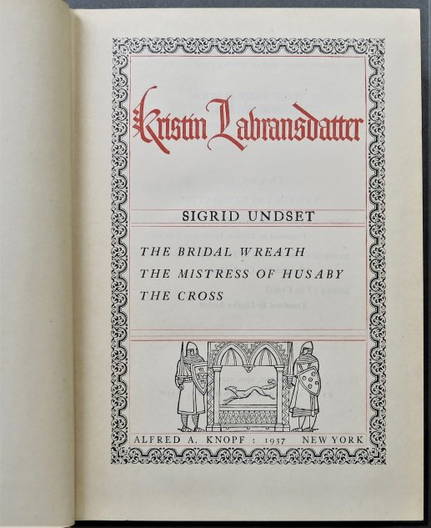 Kristin Lavransdatter
SIGRID UNDSET
THE BRIDAL WREATH
THE MISTRESS OF HUSABY
THE CROSS
ALFRED A. KNOPF : 1937 NEW YORK